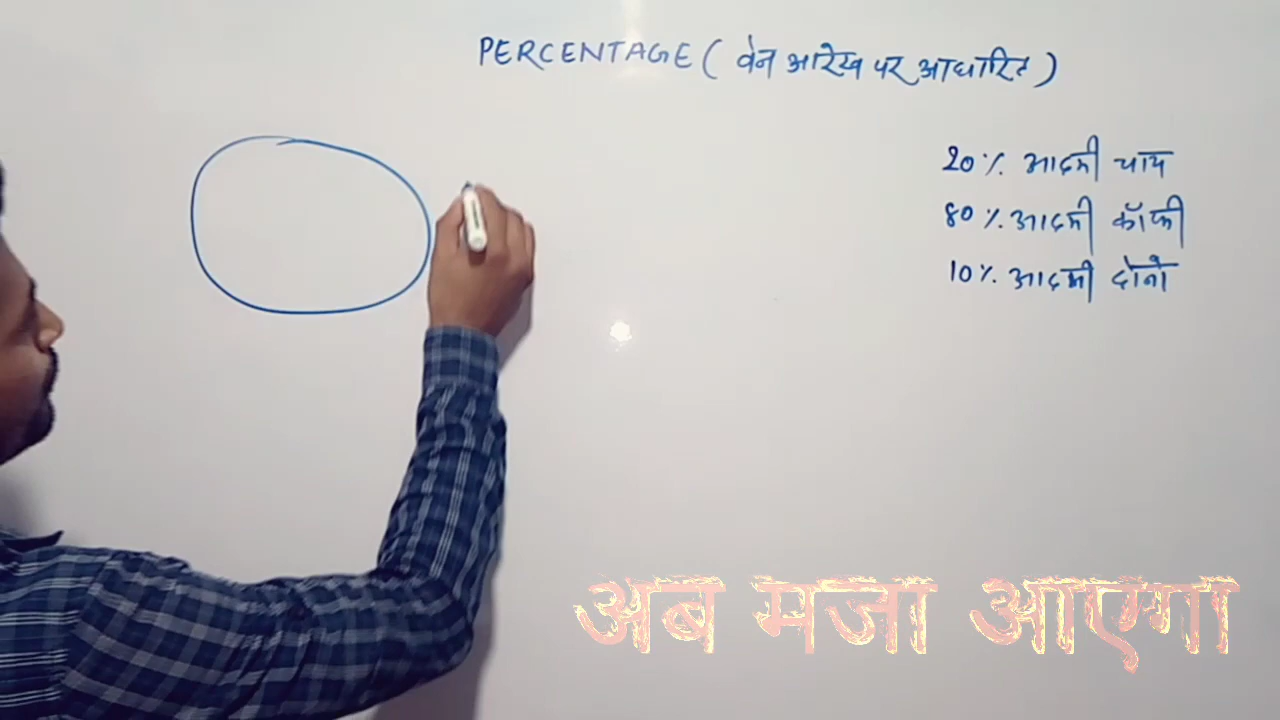 PERCENTAGE ( वेन आरेख पर आधारित )
20 % आदमी चाय
80 % आदमी कॉफी
10 % आदमी दोनो
अब मजा आएगा